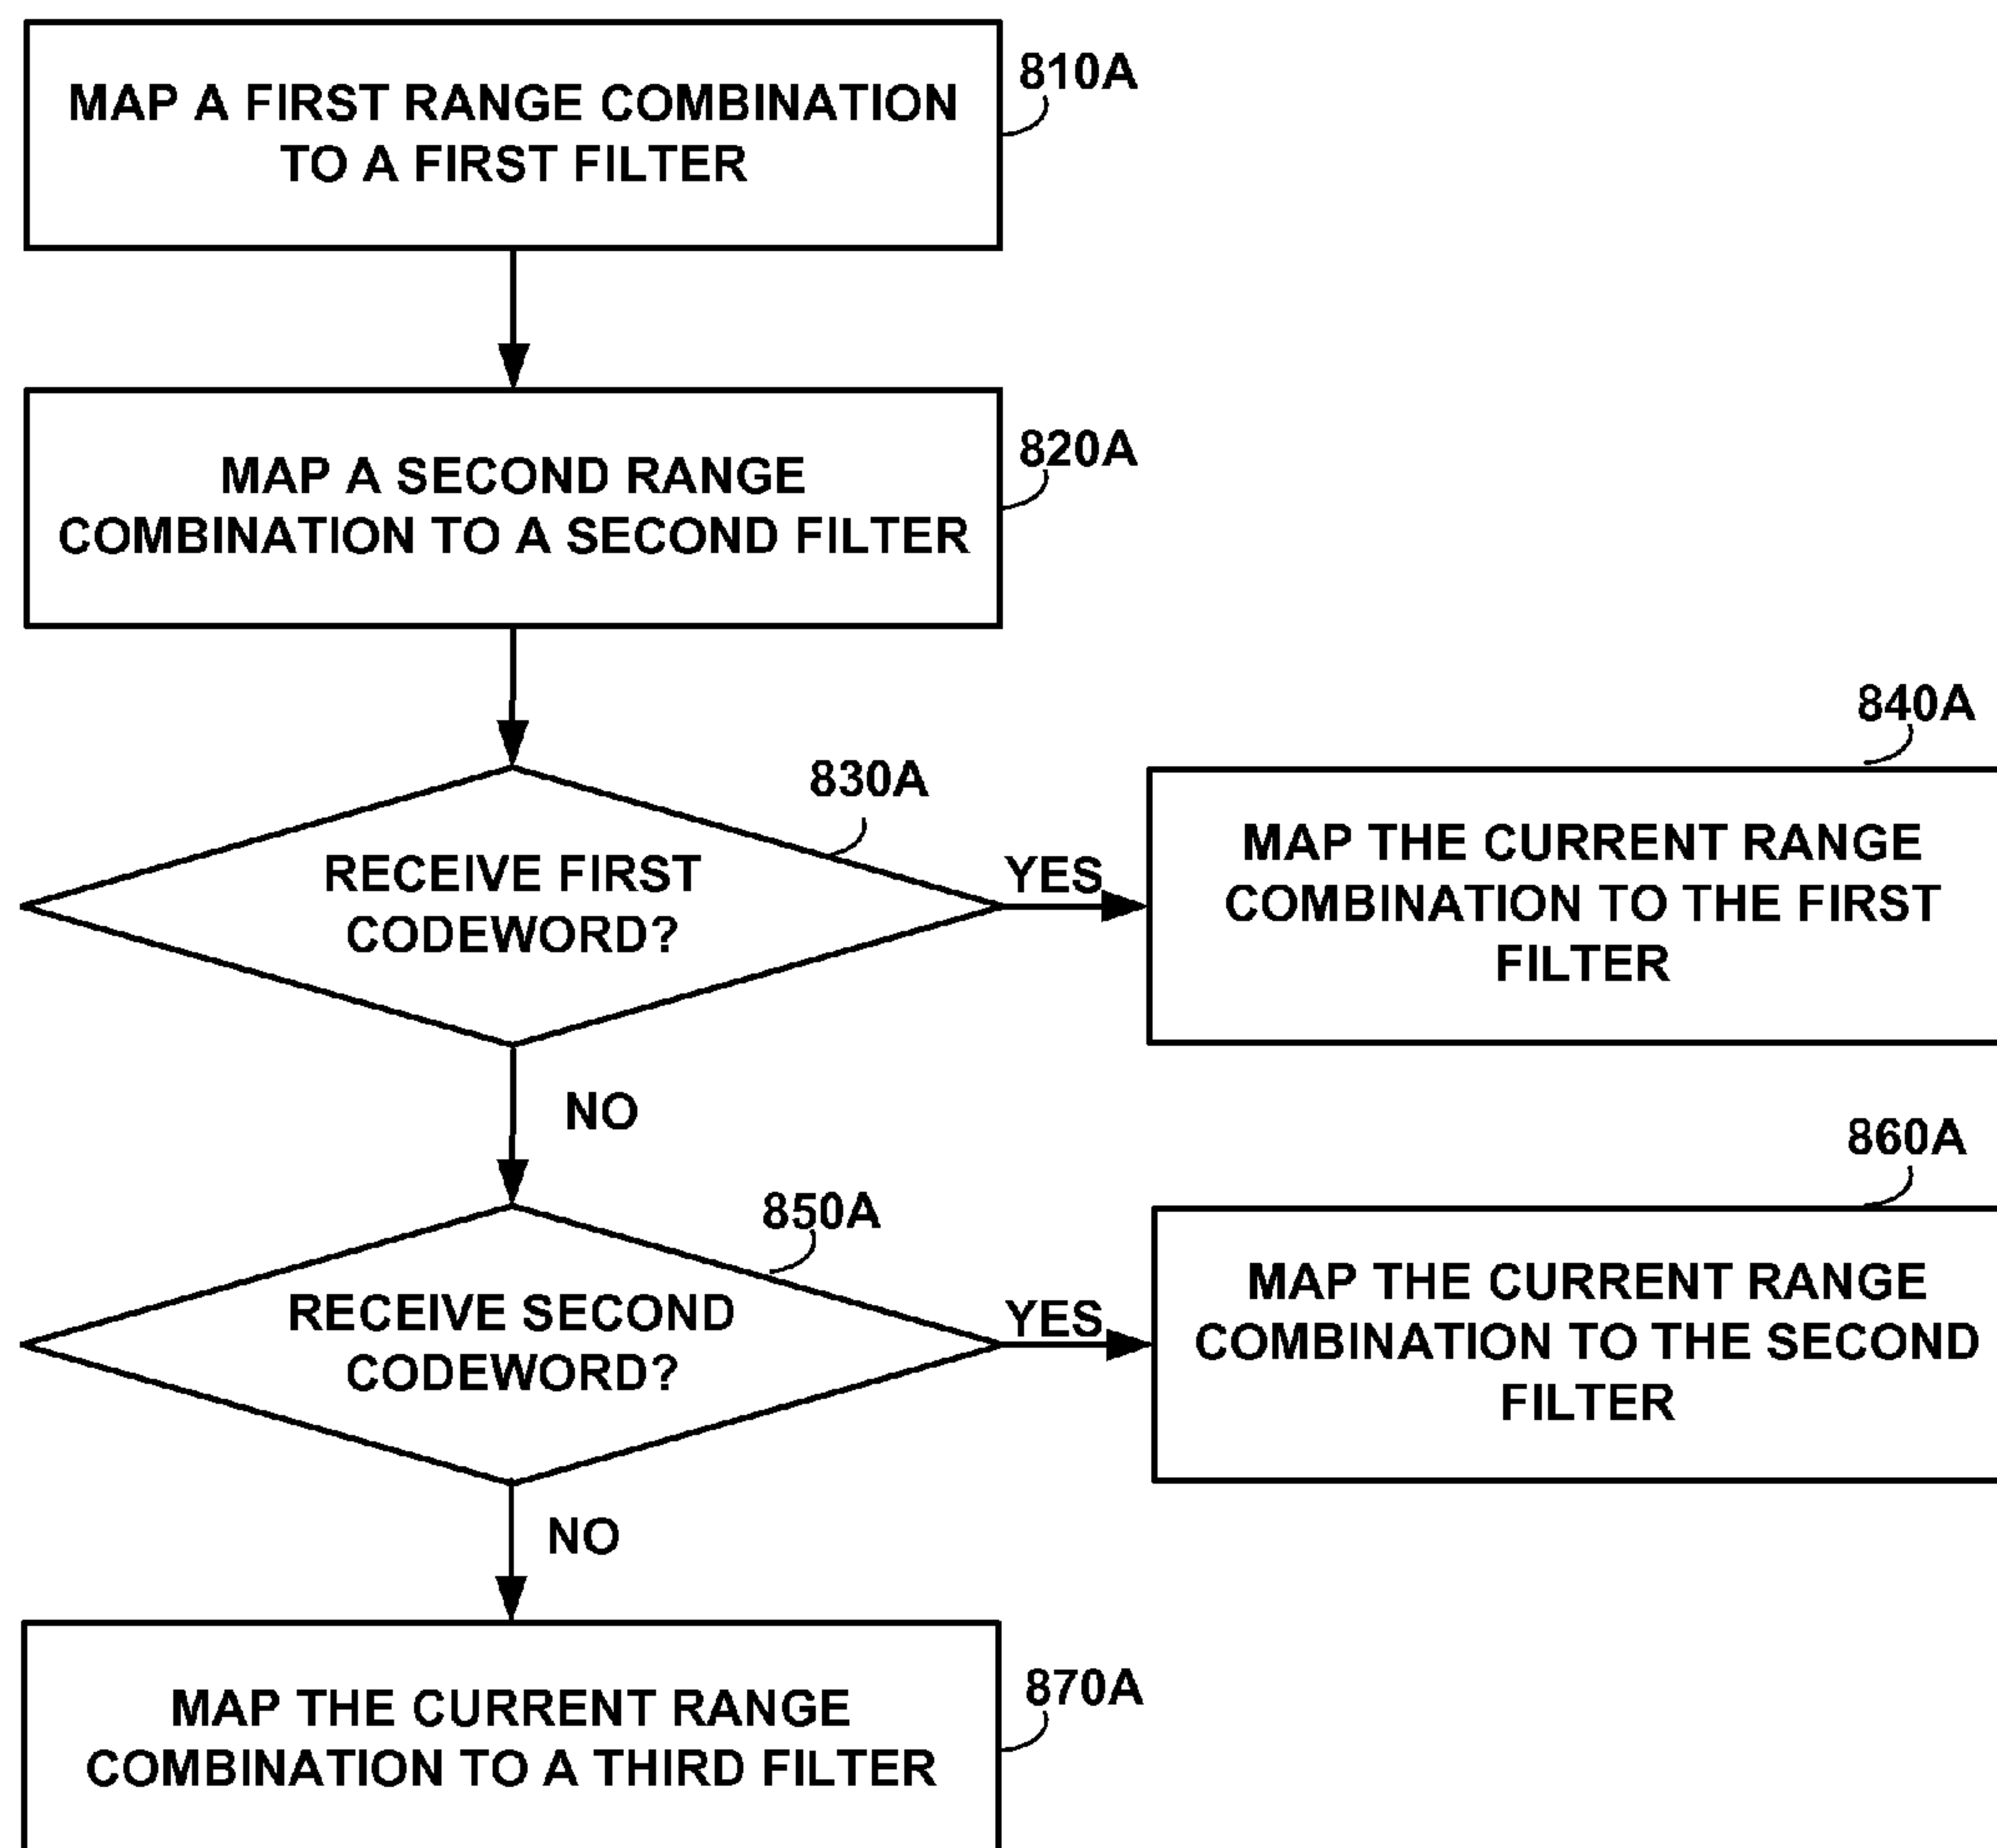 MAP A FIRST RANGE COMBINATION
TO A FIRST FILTER
810A
MAP A SECOND RANGE
COMBINATION TO A SECOND FILTER
820A
RECEIVE FIRST
CODEWORD?
830A
YES
840A
MAP THE CURRENT RANGE
COMBINATION TO THE FIRST
FILTER
NO
RECEIVE SECOND
CODEWORD?
850A
YES
860A
MAP THE CURRENT RANGE
COMBINATION TO THE SECOND
FILTER
NO
MAP THE CURRENT RANGE
COMBINATION TO A THIRD FILTER
870A